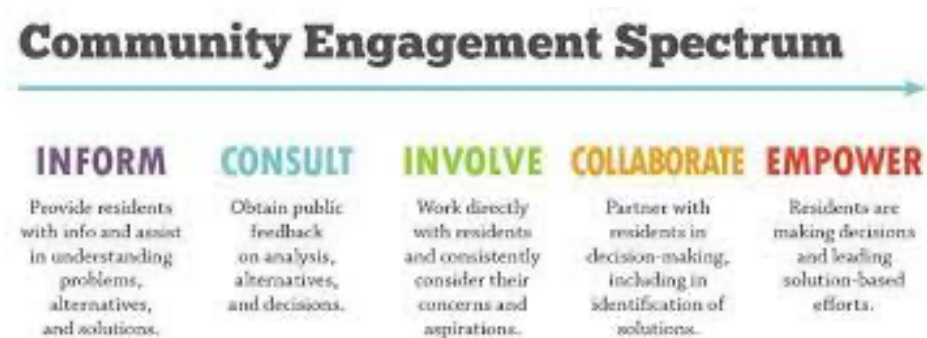 Community Engagement Spectrum
INFORM
Provide residents
with info and assist
in understanding
problems,
alternatives,
and solutions.
CONSULT
Obtain public
feedback
on analysis,
alternatives,
and decisions.
INVOLVE
Work directly
with residents
and consistently
consider their
concerns and
aspirations.
COLLABORATE
Partner with
residents in
decision-making,
including in
identification of
solutions.
EMPOWER
Residents are
making decisions
and leading
solution-based
efforts.